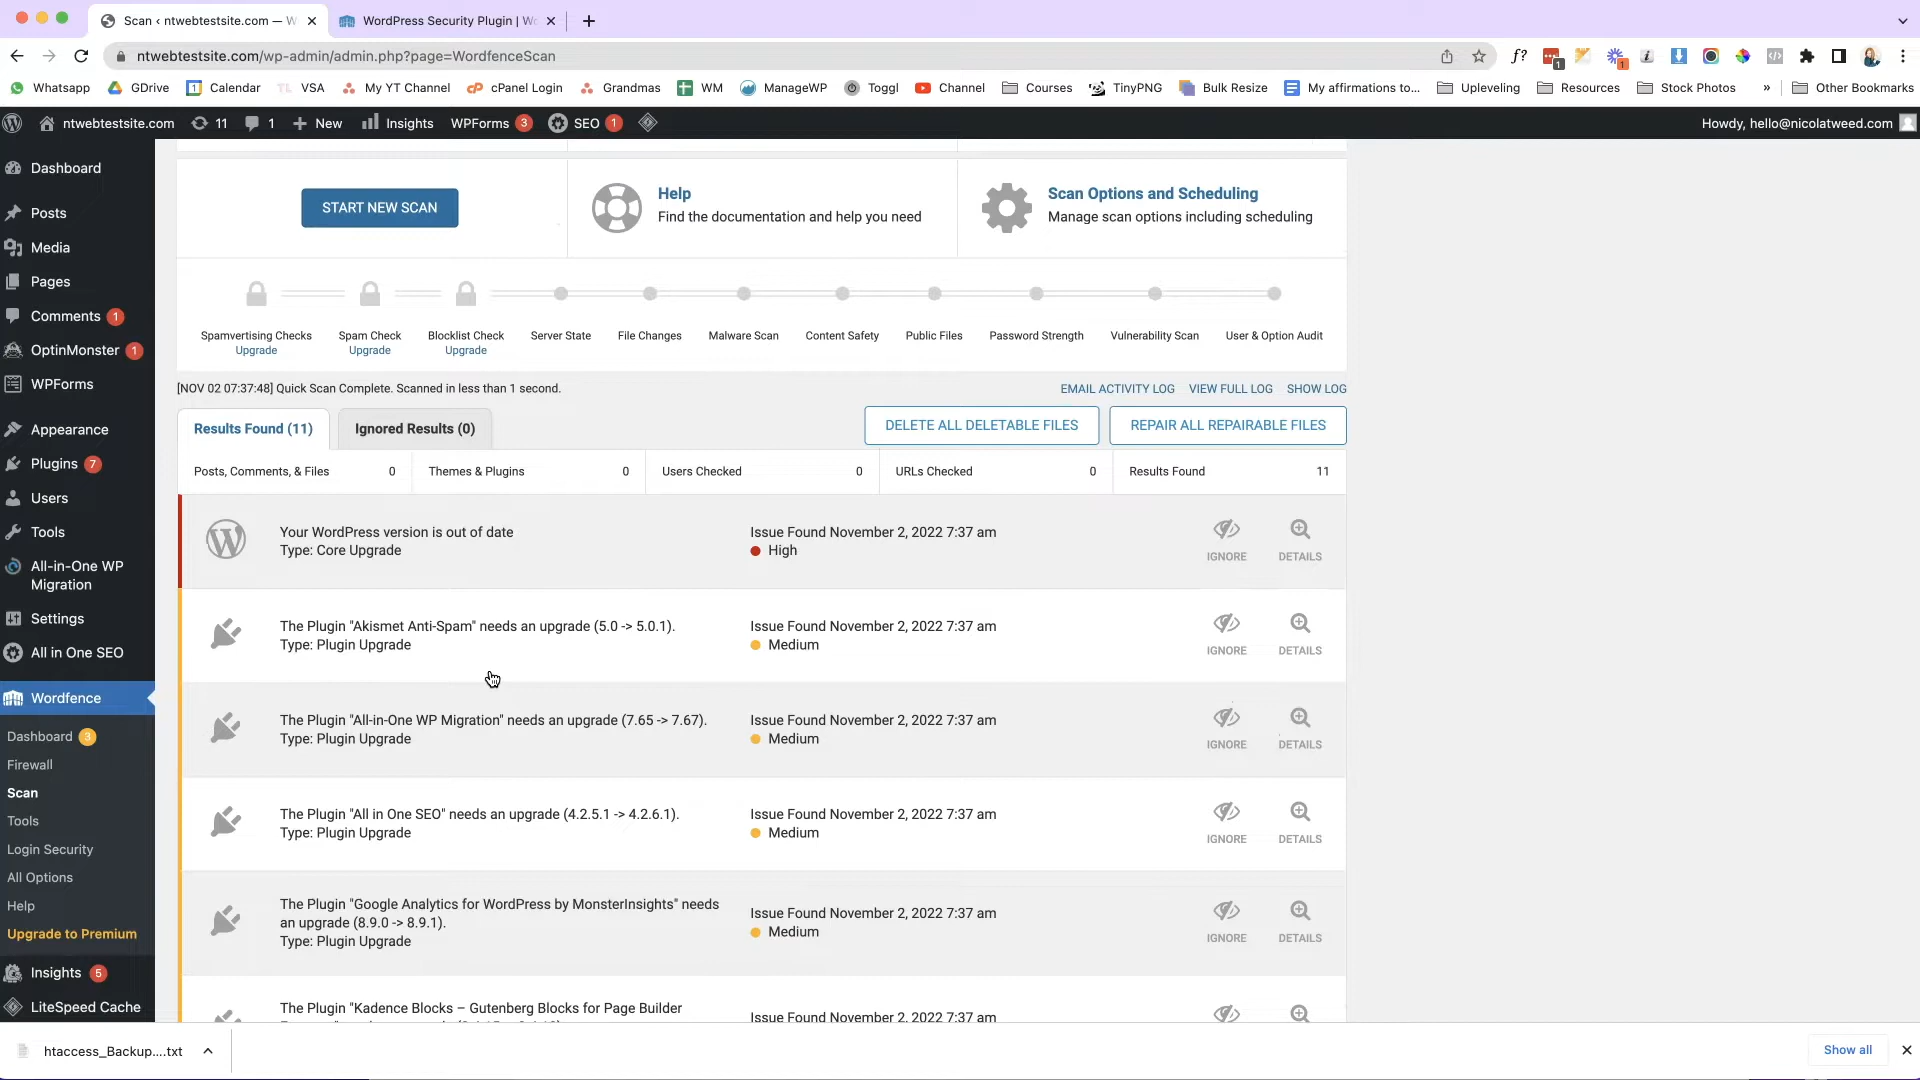 Scan ‹ ntwebtestsite.com — W
WordPress Security Plugin | Wo
ntwebtestsite.com/wp-admin/admin.php?page=WordfenceScan
f?
1
1
Whatsapp
GDrive
Calendar
VSA
My YT Channel
cPanel Login
Grandmas
WM
ManageWP
Toggl
Channel
Courses
TinyPNG
Bulk Resize
My affirmations to...
Upleveling
Resources
Stock Photos
»
Other Bookmarks
ntwebtestsite.com
11
1
New
Insights
WPForms 3
SEO 1
Howdy, hello@nicolatweed.com
Dashboard
Posts
Media
Pages
Comments 1
OptinMonster 1
WPForms
Appearance
Plugins 7
Users
Tools
All-in-One WP
Migration
Settings
All in One SEO
Wordfence
Dashboard 3
Firewall
Scan
Tools
Login Security
All Options
Help
Upgrade to Premium
Insights 5
LiteSpeed Cache
START NEW SCAN
Help
Find the documentation and help you need
Scan Options and Scheduling
Manage scan options including scheduling
Spamvertising Checks
Upgrade
Spam Check
Upgrade
Blocklist Check
Upgrade
Server State
File Changes
Malware Scan
Content Safety
Public Files
Password Strength
Vulnerability Scan
User & Option Audit
[NOV 02 07:37:48] Quick Scan Complete. Scanned in less than 1 second.
EMAIL ACTIVITY LOG
VIEW FULL LOG
SHOW LOG
Results Found (11)
Ignored Results (0)
DELETE ALL DELETABLE FILES
REPAIR ALL REPAIRABLE FILES
Posts, Comments, & Files 0
Themes & Plugins 0
Users Checked 0
URLs Checked 0
Results Found 11
Your WordPress version is out of date
Type: Core Upgrade
Issue Found November 2, 2022 7:37 am
High
IGNORE
DETAILS
The Plugin "Akismet Anti-Spam" needs an upgrade (5.0 -> 5.0.1).
Type: Plugin Upgrade
Issue Found November 2, 2022 7:37 am
Medium
IGNORE
DETAILS
The Plugin "All-in-One WP Migration" needs an upgrade (7.65 -> 7.67).
Type: Plugin Upgrade
Issue Found November 2, 2022 7:37 am
Medium
IGNORE
DETAILS
The Plugin "All in One SEO" needs an upgrade (4.2.5.1 -> 4.2.6.1).
Type: Plugin Upgrade
Issue Found November 2, 2022 7:37 am
Medium
IGNORE
DETAILS
The Plugin "Google Analytics for WordPress by MonsterInsights" needs
an upgrade (8.9.0 -> 8.9.1).
Type: Plugin Upgrade
Issue Found November 2, 2022 7:37 am
Medium
IGNORE
DETAILS
The Plugin "Kadence Blocks – Gutenberg Blocks for Page Builder
Issue Found November 2, 2022 7:37 am
htaccess_Backup....txt
Show all